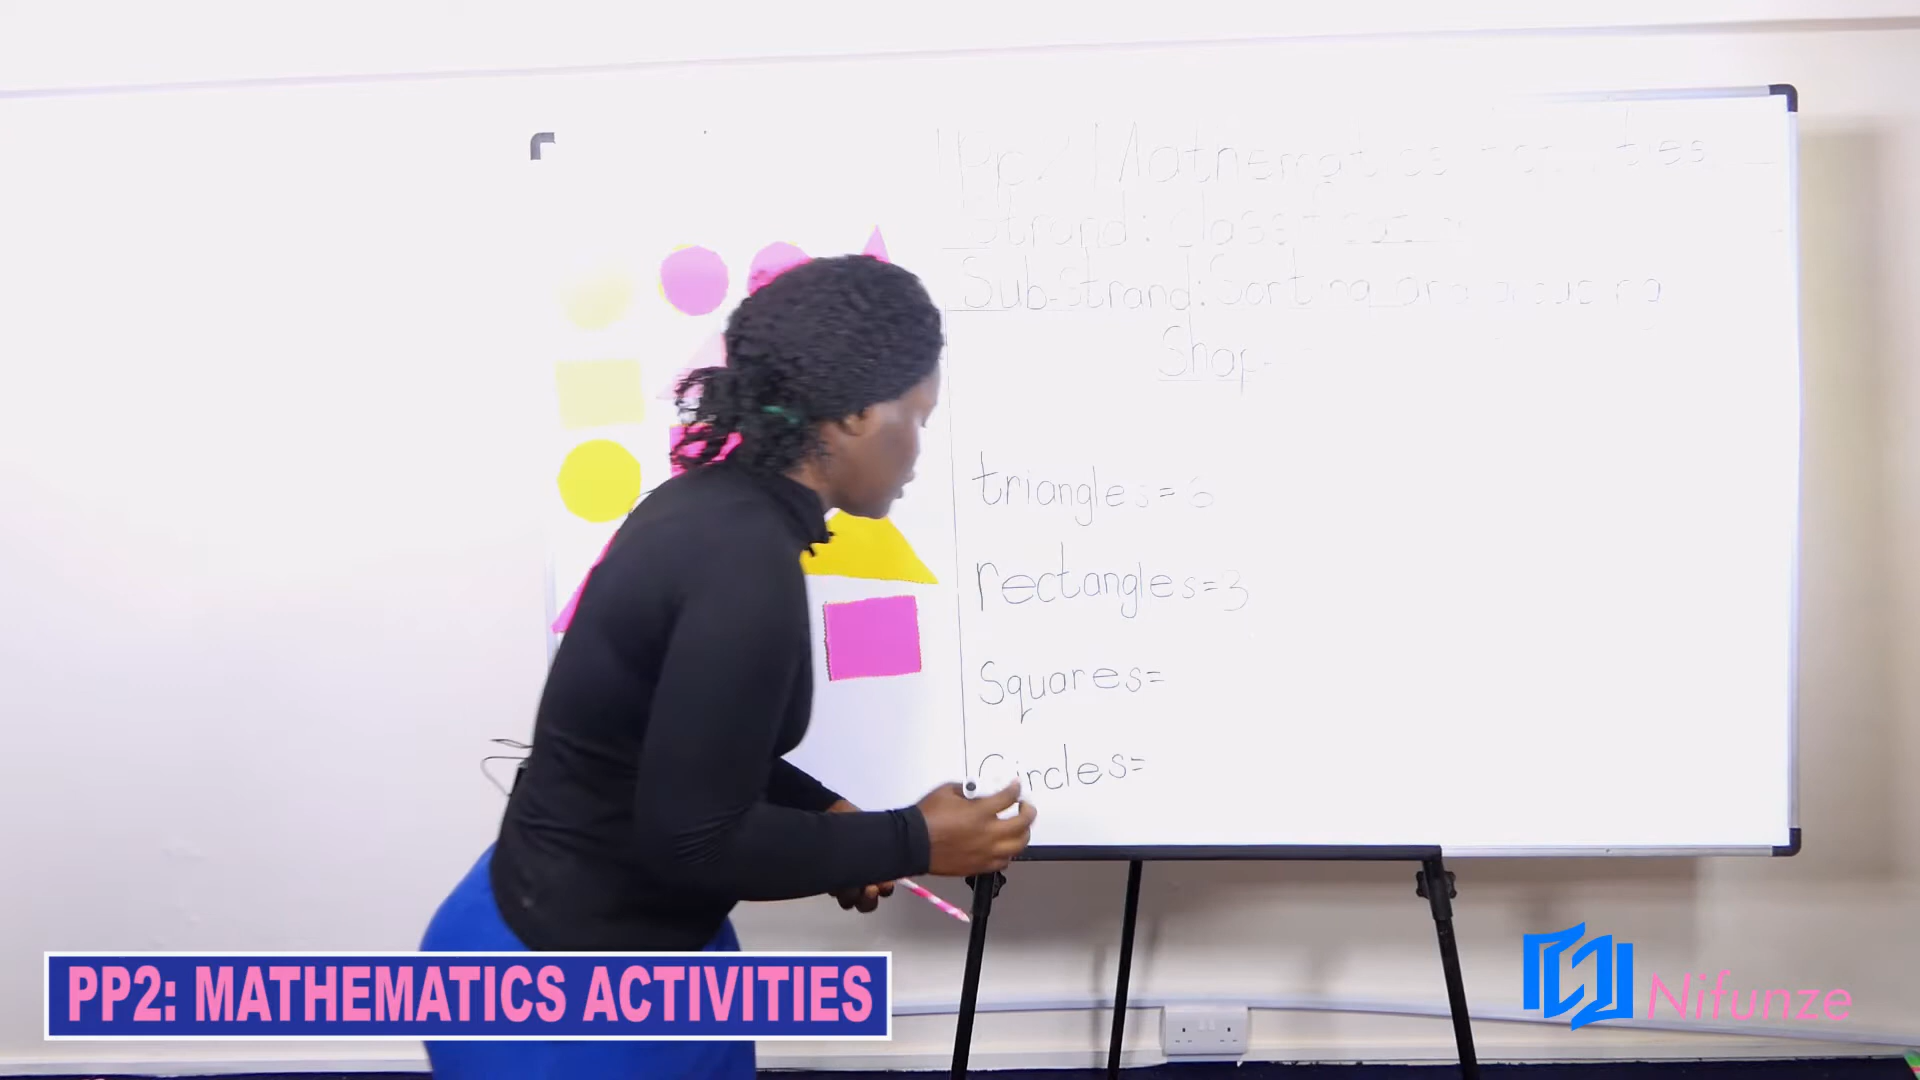 Pp2 Mathematics Activities
Strand: Classification
Sub-Strand: Sorting and grouping
Shap
triangles=6
rectangles=3
Squares=
Circles=
PP2: MATHEMATICS ACTIVITIES
Nifunze